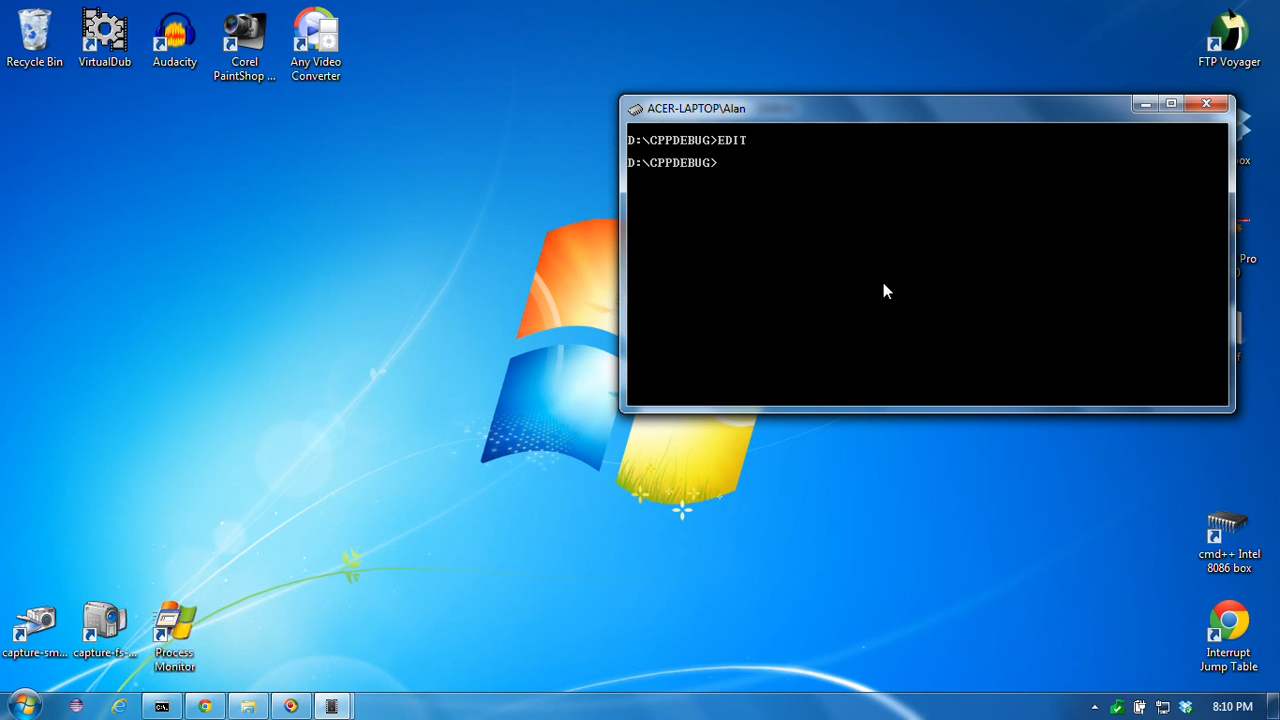 Recycle Bin
VirtualDub
Audacity
Corel
PaintShop ...
Any Video
Converter
FTP Voyager
ACER-LAPTOP\Alan
D:\CPPDEBUG>EDIT
D:\CPPDEBUG>
ox
Pro
0
f
cmd++ Intel
8086 box
capture-sm...
capture-fs-...
Process
Monitor
Interrupt
Jump Table
C:\.
8:10 PM